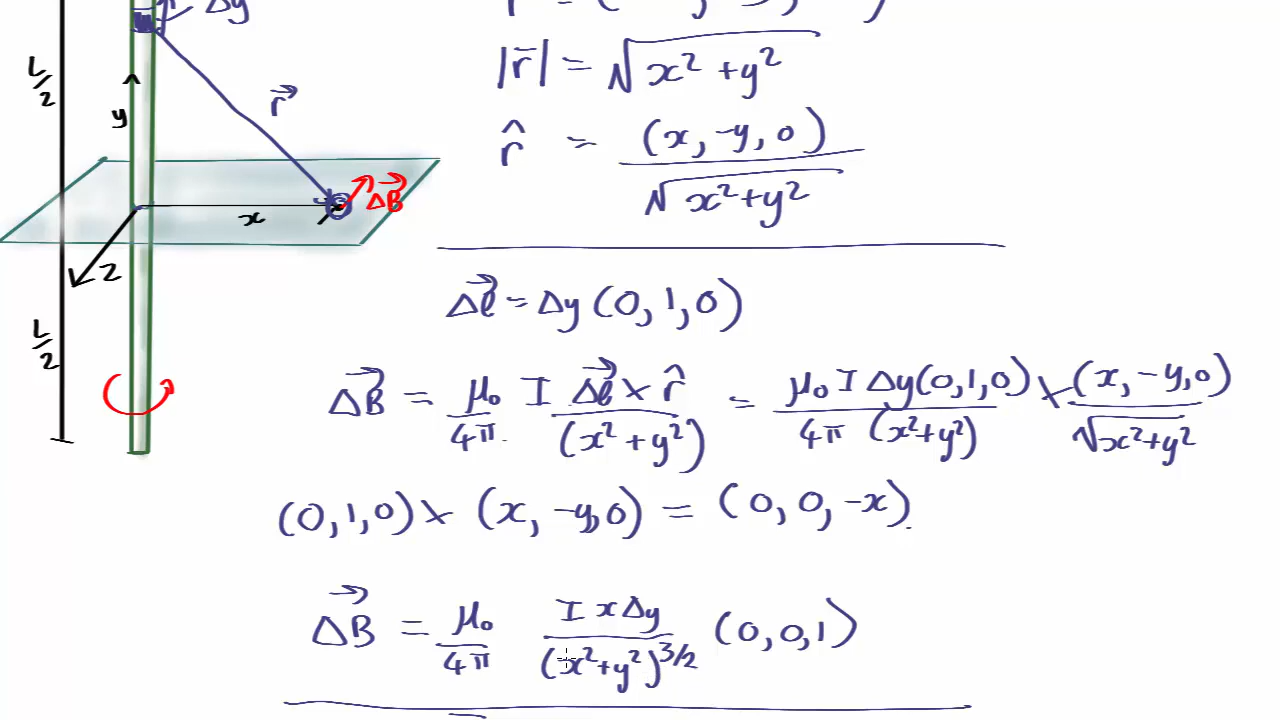 Δy
L/2
r⃗
y
ΔB⃗
x
z
L/2
|r̄| = √x² + y²
r̂ = (x, -y, 0) / √x² + y²
Δl⃗ = Δy (0, 1, 0)
ΔB⃗ = μ₀/4π I Δl⃗ × r̂ / (x² + y²) = μ₀ I Δy(0, 1, 0) / 4π (x² + y²) × (x, -y, 0) / √x² + y²
(0, 1, 0) × (x, -y, 0) = (0, 0, -x).
ΔB⃗ = μ₀/4π I x Δy / (x² + y²)^3/2 (0, 0, 1)